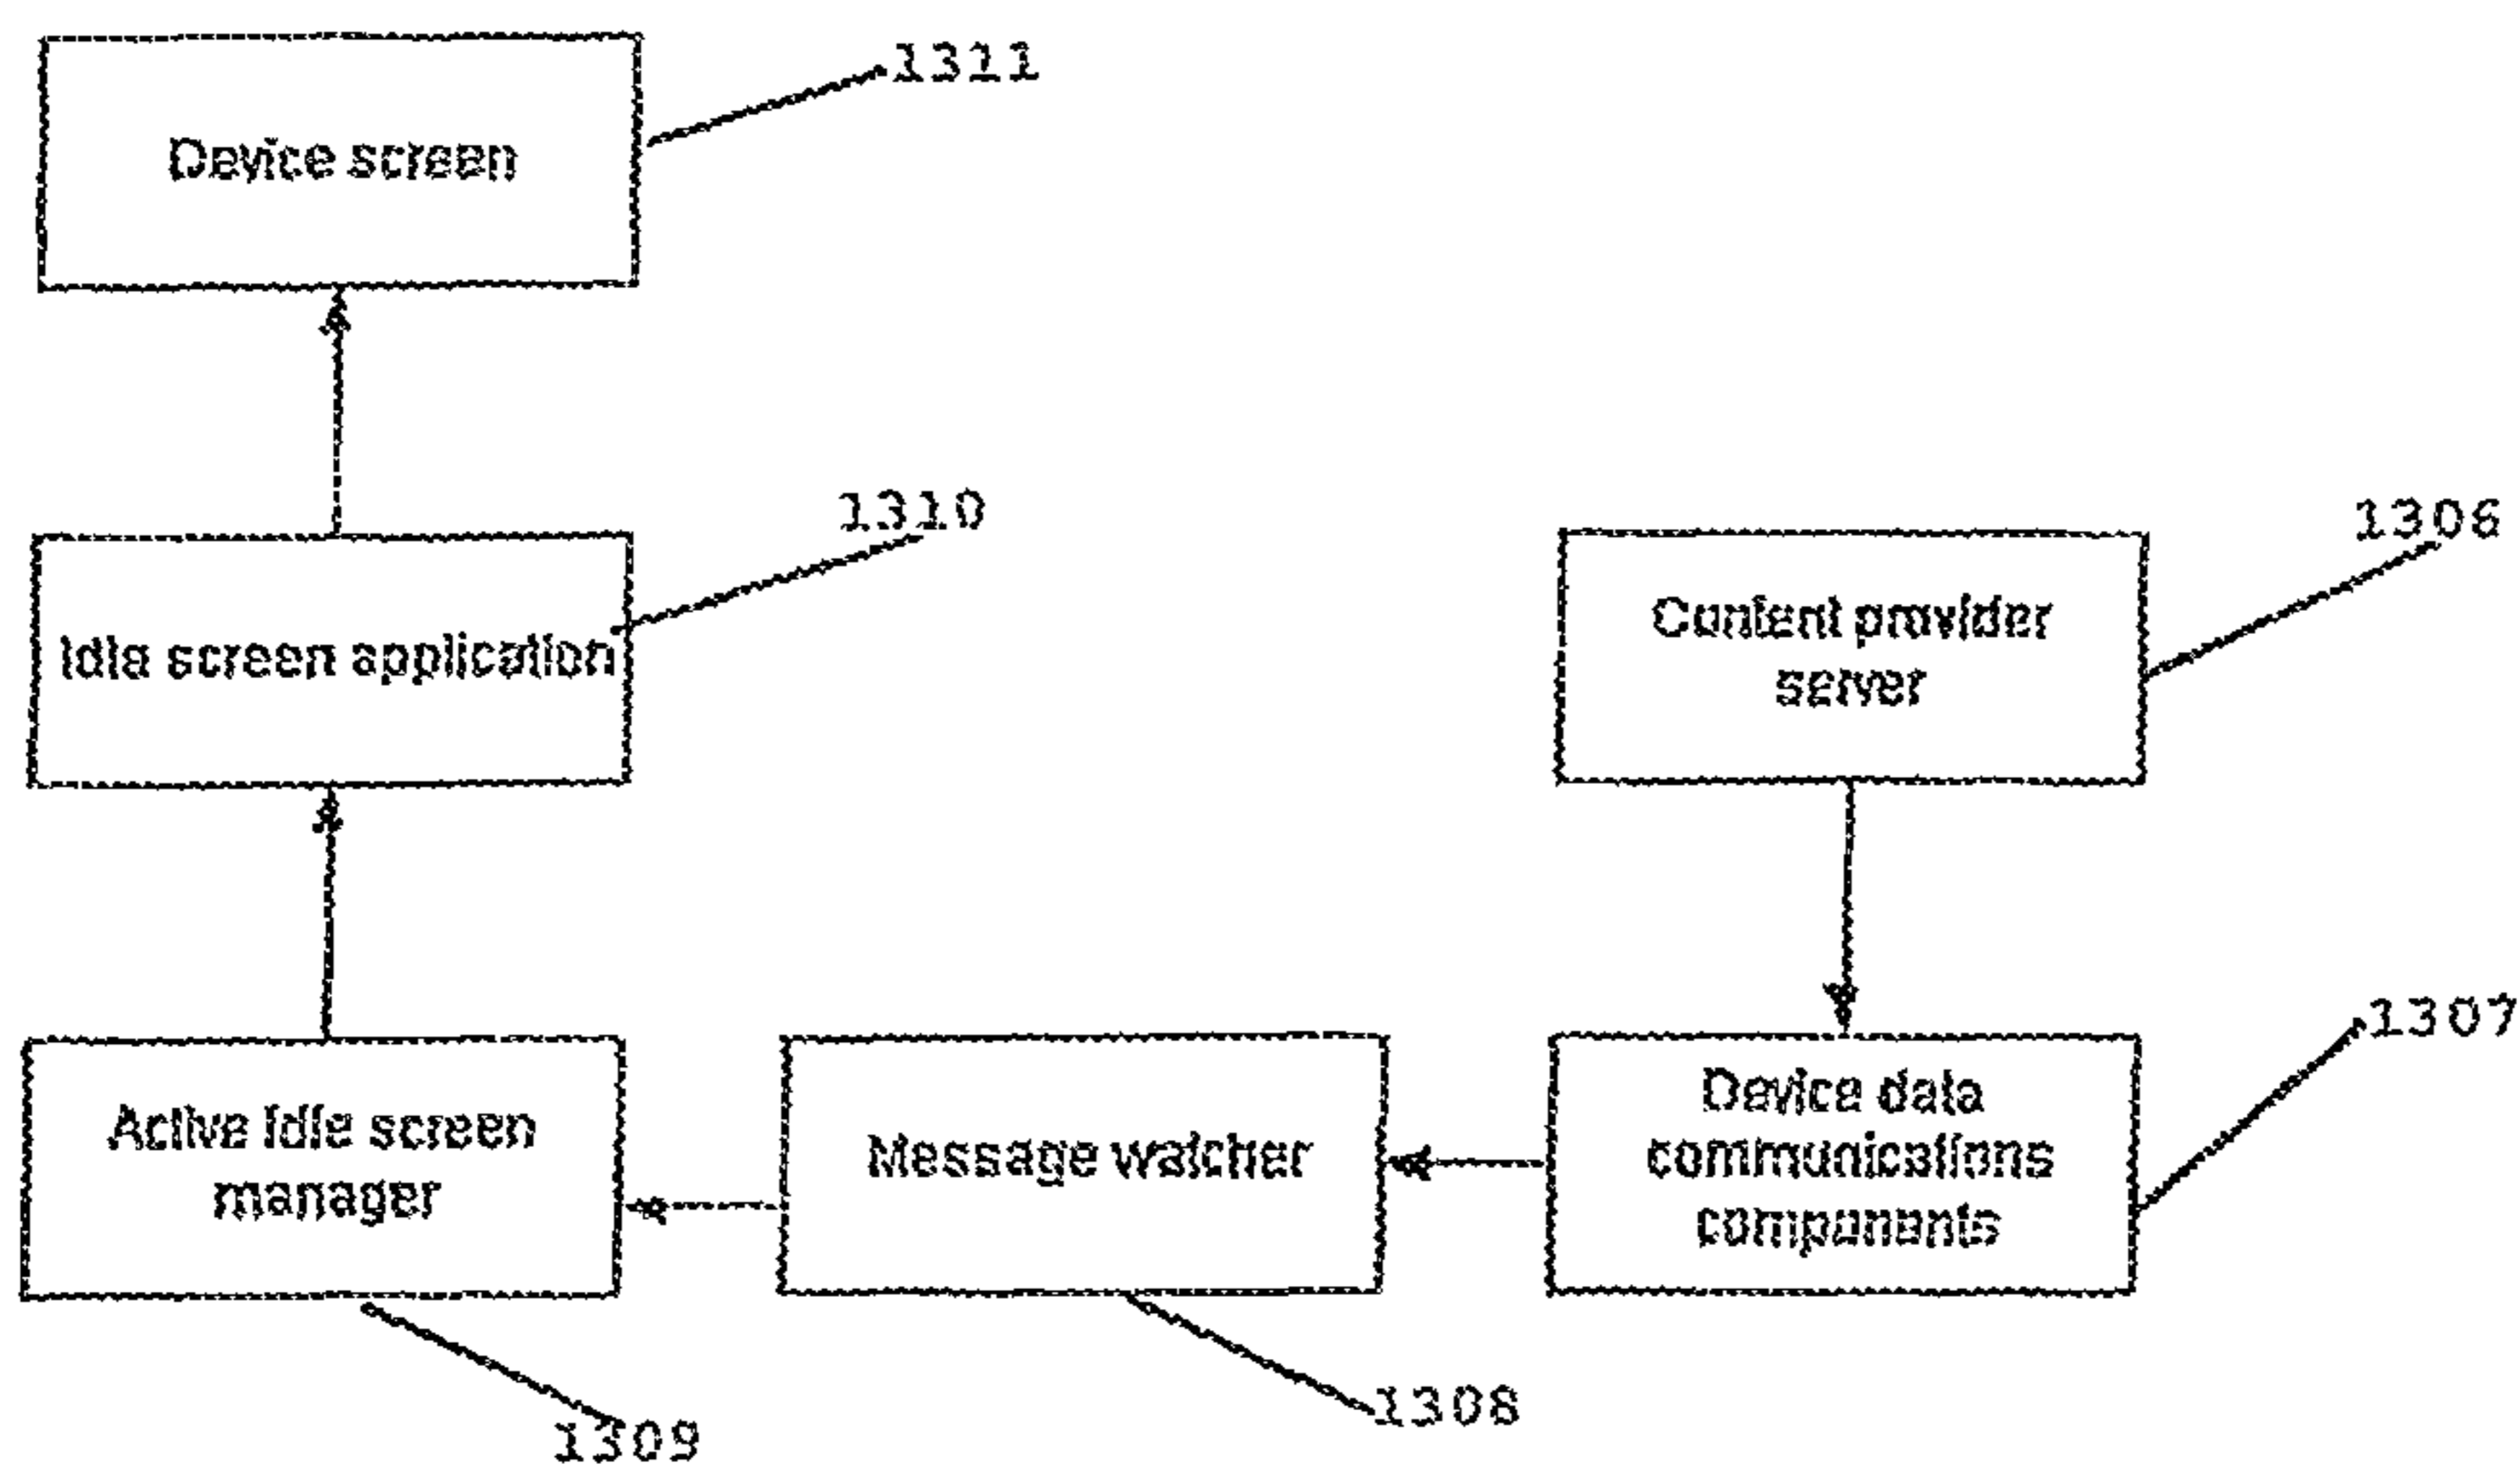 1311
Device screen
1310
Idle screen application
1306
Content provider
server
1307
Active idle screen
manager
Message watcher
Device data
communications
components
1308
1309